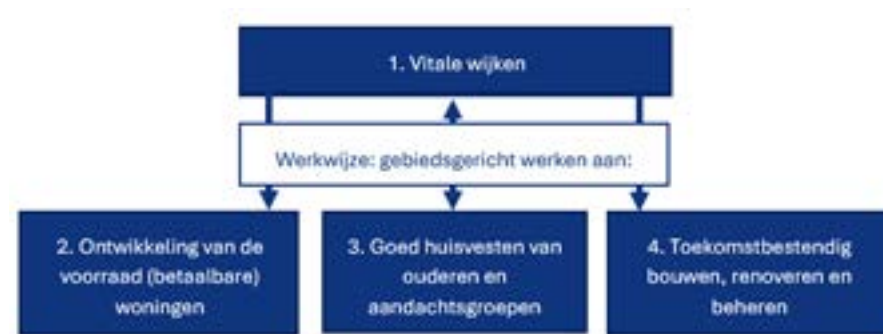 1. Vitale wijken
Werkwijze: gebiedsgericht werken aan:
2. Ontwikkeling van de
voorraad (betaalbare)
woningen
3. Goed huisvesten van
ouderen en
aandachtsgroepen
4. Toekomstbestendig
bouwen, renoveren en
beheren